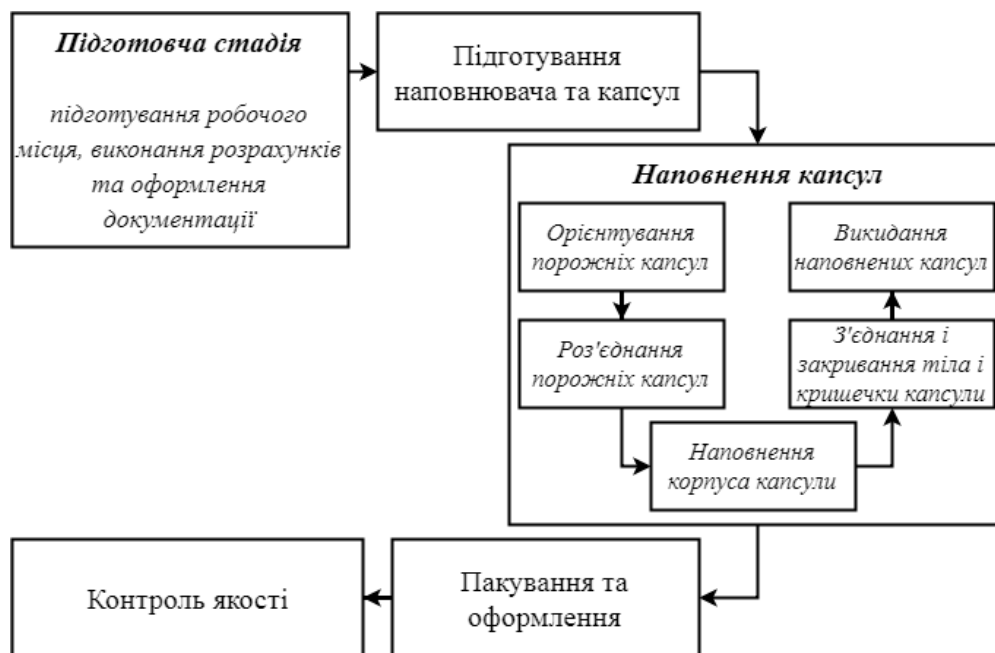 Підготовча стадія
підготування робочого
місця, виконання розрахунків
та оформлення
документації
Підготування
наповнювача та капсул
Наповнення капсул
Орієнтування
порожніх капсул
Роз'єднання
порожніх капсул
Наповнення
корпуса капсули
З'єднання і
закривання тіла і
кришечки капсули
Викидання
наповнених капсул
Пакування та
оформлення
Контроль якості